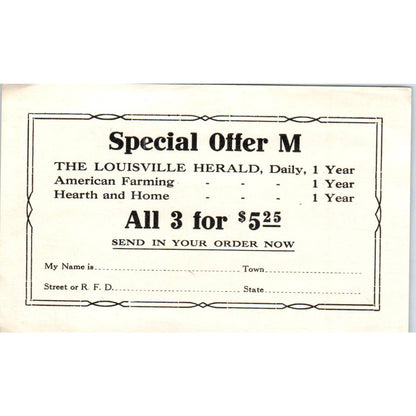 Special Offer M
THE LOUISVILLE HERALD, Daily, 1 Year
American Farming - - - 1 Year
Hearth and Home - - - 1 Year
All 3 for $5.25
SEND IN YOUR ORDER NOW
My Name is Town
Street or R. F. D. State